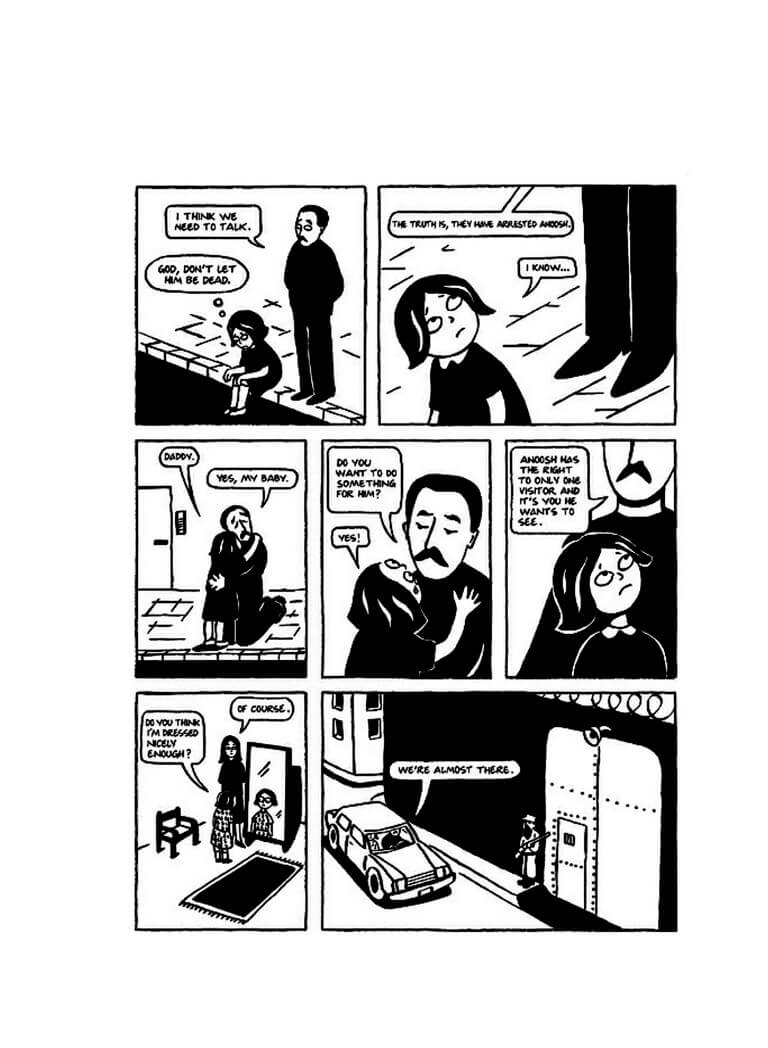 I THINK WE
NEED TO TALK.
GOD, DON'T LET
HIM BE DEAD.
THE TRUTH IS, THEY HAVE ARRESTED ANOOSH.
I KNOW...
DADDY.
YES, MY BABY.
DO YOU
WANT TO DO
SOMETHING
FOR HIM?
YES!
ANOOSH HAS
THE RIGHT
TO ONLY ONE
VISITOR AND
IT'S YOU HE
WANTS TO
SEE.
DO YOU THINK
I'M DRESSED
NICELY
ENOUGH?
OF COURSE.
WE'RE ALMOST THERE.